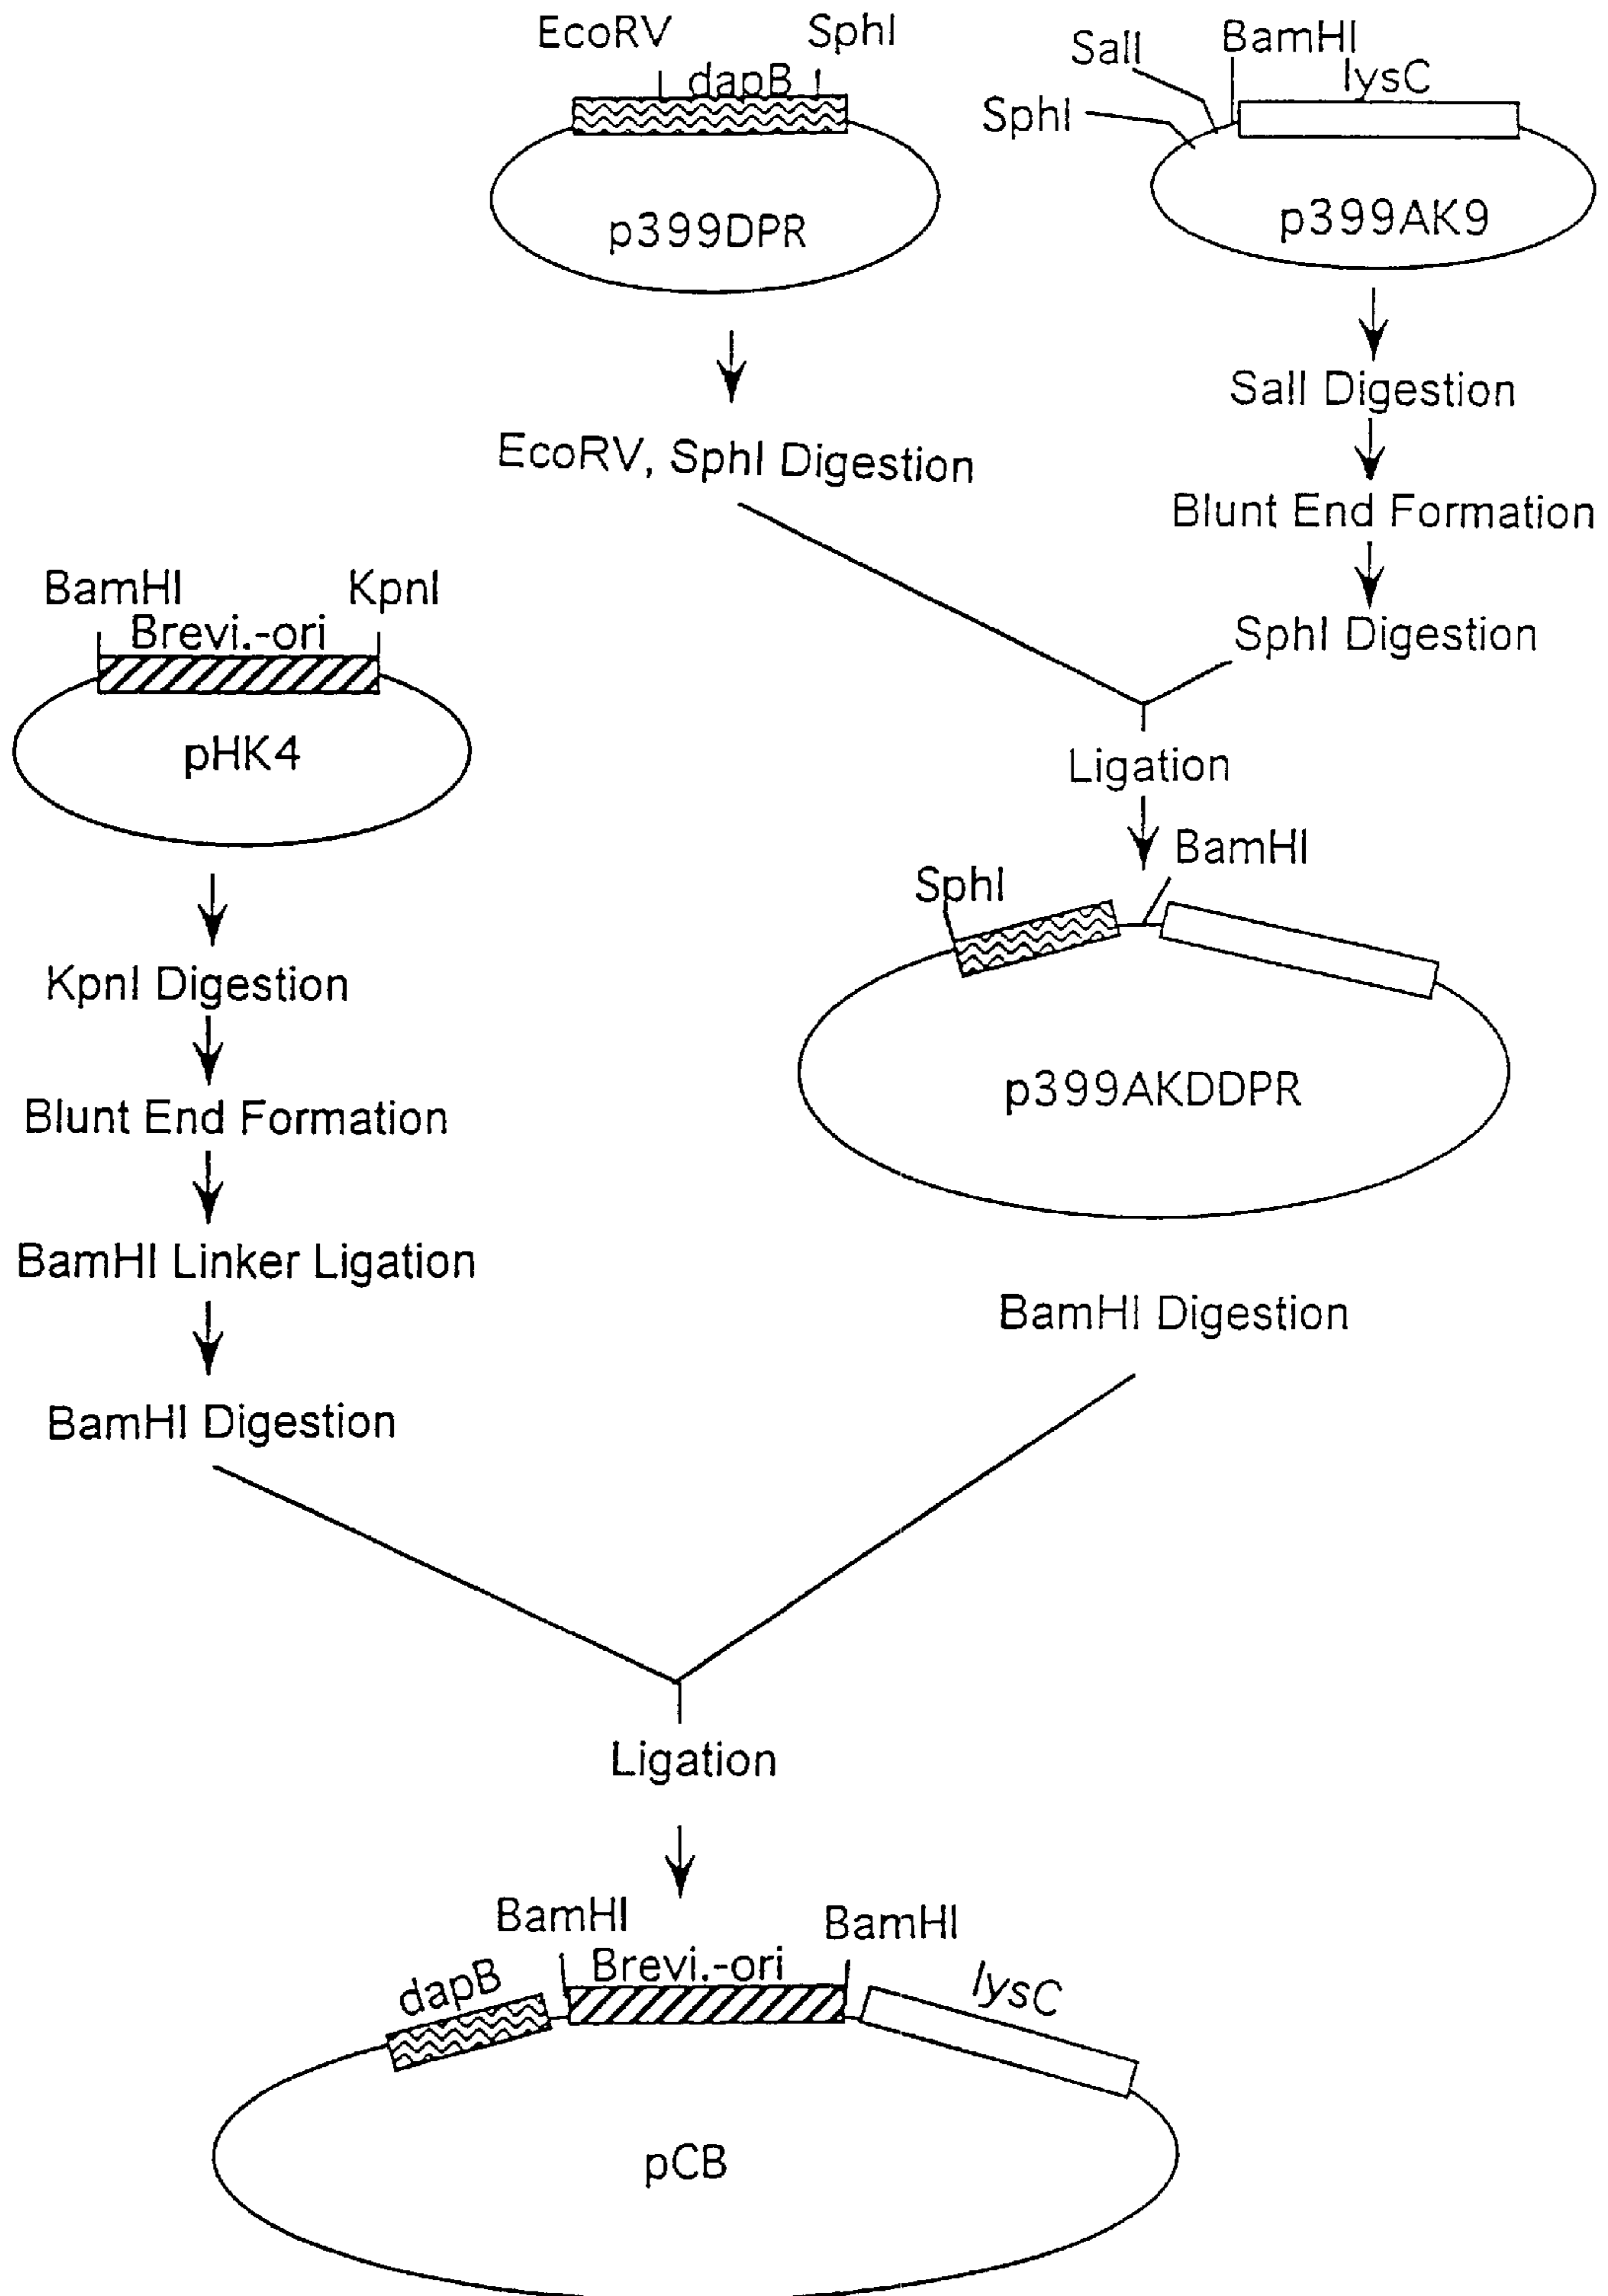 EcoRV
SphI
dapB
p399DPR
SalI
BamHI
lysC
SphI
p399AK9
EcoRV, SphI Digestion
SalI Digestion
Blunt End Formation
SphI Digestion
BamHI
KpnI
Brevi.-ori
pHK4
Ligation
SphI
BamHI
p399AKDDPR
KpnI Digestion
Blunt End Formation
BamHI Linker Ligation
BamHI Digestion
BamHI Digestion
Ligation
BamHI
BamHI
dapB
Brevi.-ori
lysC
pCB